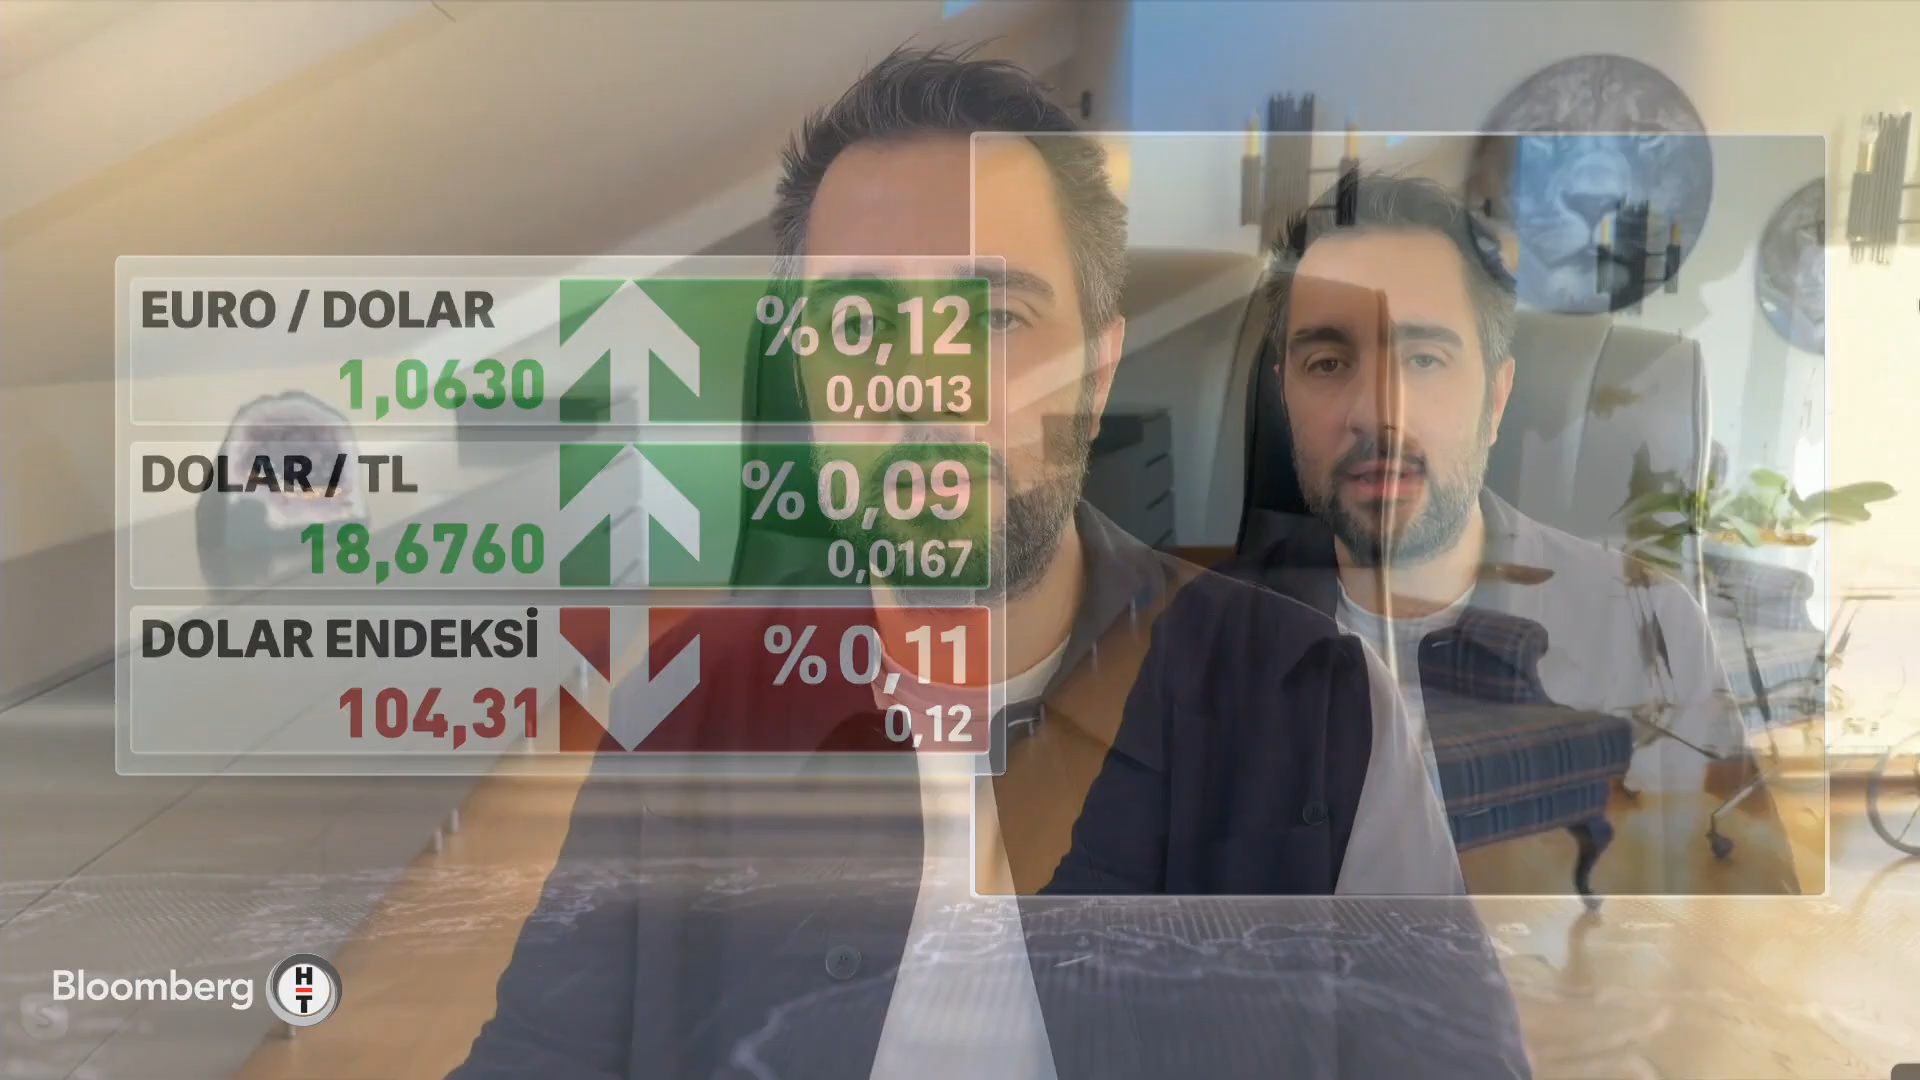 EURO / DOLAR
1,0630
%0,12
0,0013
DOLAR / TL
18,6760
%0,09
0,0167
DOLAR ENDEKSİ
104,31
%0,11
0,12
Bloomberg HT
S